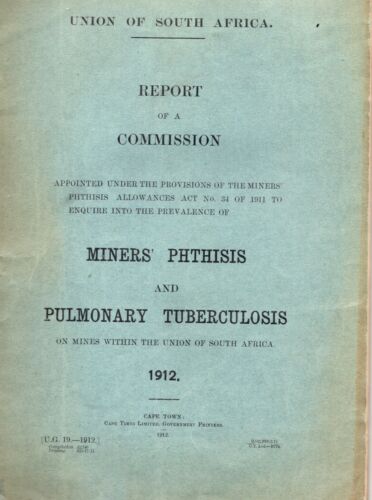 UNION OF SOUTH AFRICA.
REPORT
OF A
COMMISSION
APPOINTED UNDER THE PROVISIONS OF THE MINERS'
PHTHISIS ALLOWANCES ACT No. 34 OF 1911 TO
ENQUIRE INTO THE PREVALENCE OF
MINERS' PHTHISIS
AND
PULMONARY TUBERCULOSIS
ON MINES WITHIN THE UNION OF SOUTH AFRICA.
1912.
CAPE TOWN:
CAPE TIMES LIMITED, GOVERNMENT PRINTERS.
1912.
[U.G. 19.—1912.]